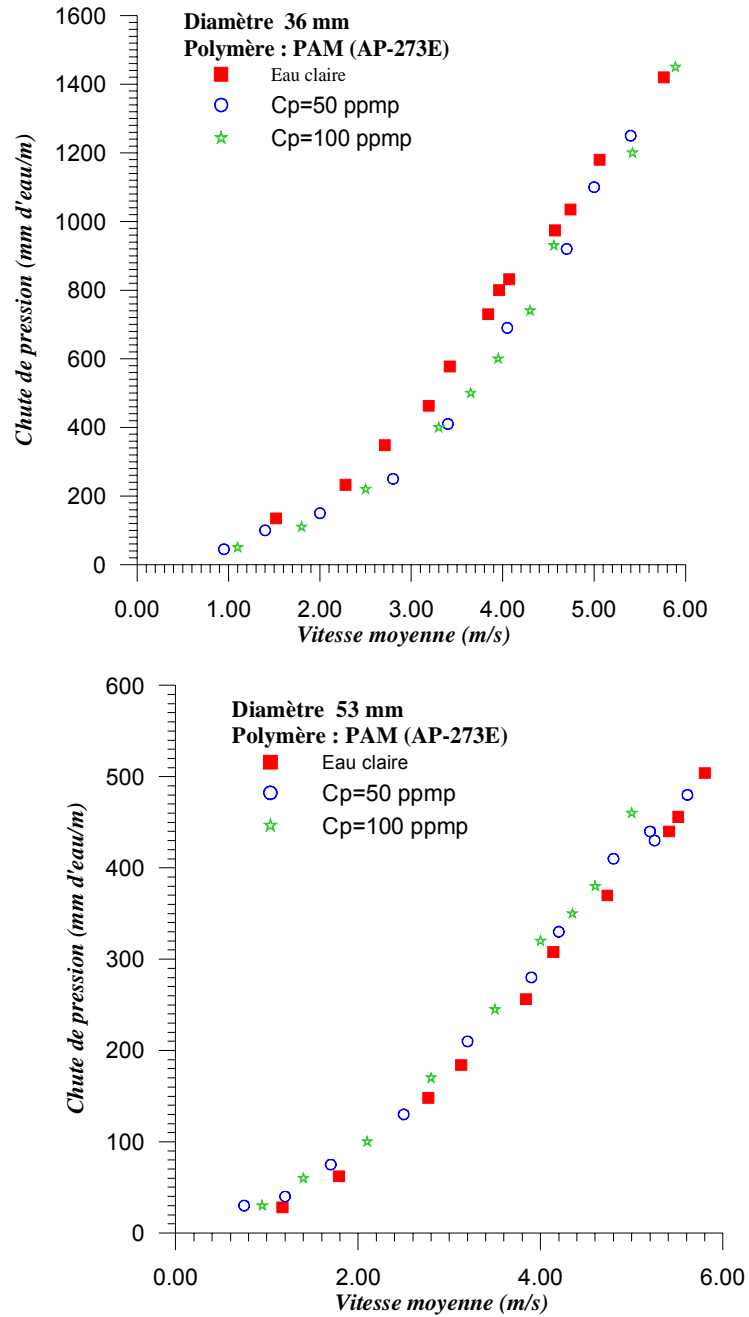 Diamètre 36 mm
Polymère : PAM (AP-273E)
Eau claire
Cp=50 ppmp
Cp=100 ppmp
Chute de pression (mm d'eau/m)
1600
1400
1200
1000
800
600
400
200
0
0.00 1.00 2.00 3.00 4.00 5.00 6.00
Vitesse moyenne (m/s)
Diamètre 53 mm
Polymère : PAM (AP-273E)
Eau claire
Cp=50 ppmp
Cp=100 ppmp
Chute de pression (mm d'eau/m)
600
500
400
300
200
100
0
0.00 2.00 4.00 6.00
Vitesse moyenne (m/s)